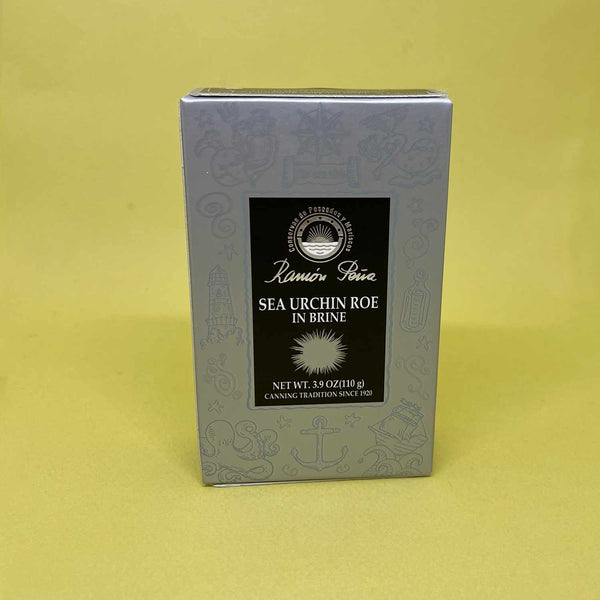 Conservas de Pescados y Mariscos
Ramón Peña
SEA URCHIN ROE
IN BRINE
NET WT. 3.9 OZ(110 g)
CANNING TRADITION SINCE 1920